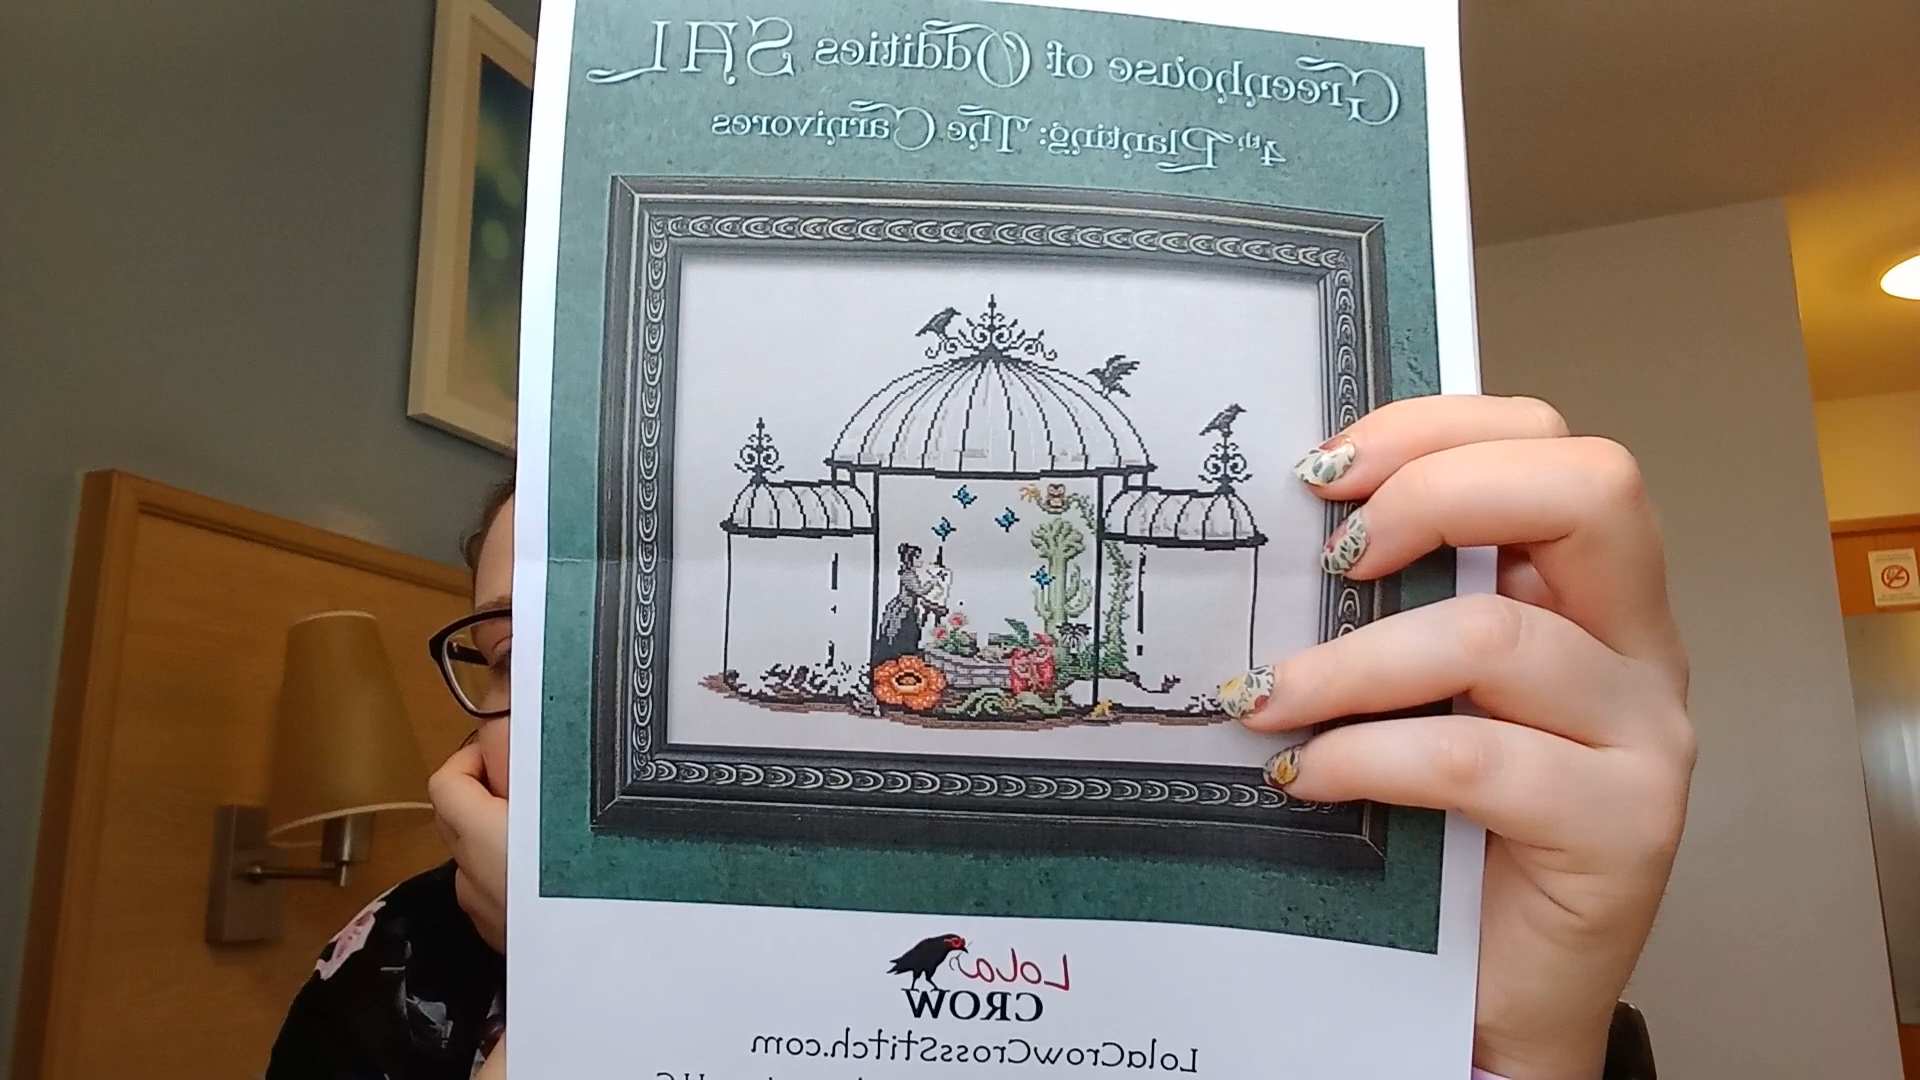 Greenhouse of Oddities SAL
4th Planting: The Carnivores
LoLa
CROW
LolaCrowCrossStitch.com